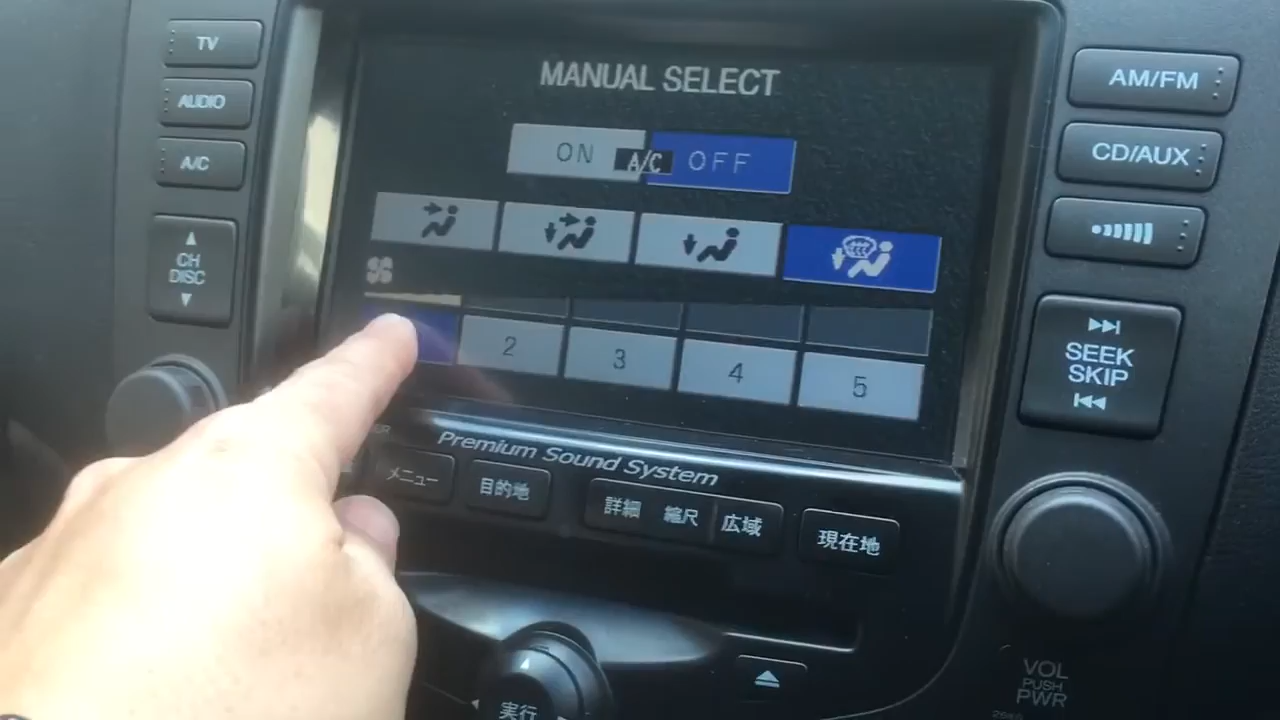 TV
AUDIO
A/C
CH
DISC
MANUAL SELECT
ON A/C OFF
2 3 4 5
AM/FM
CD/AUX
SEEK
SKIP
Premium Sound System
メニュー 目的地 詳細 縮尺 広域 現在地
実行
VOL
PUSH
PWR